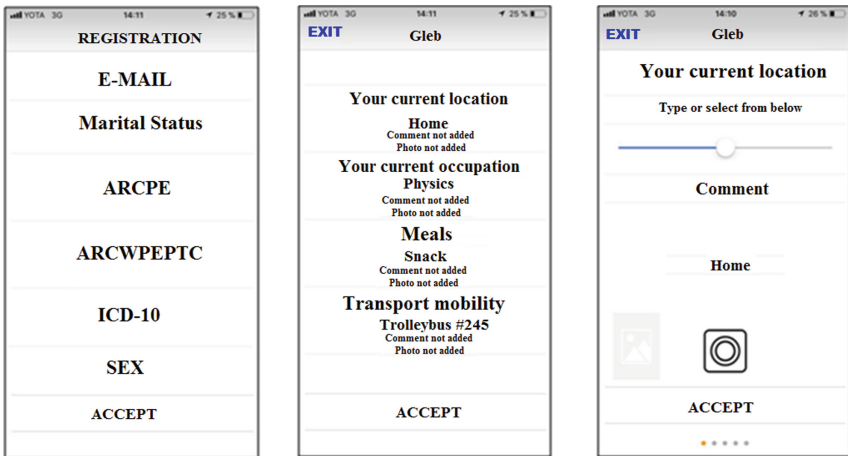 YOTA 3G 14:11 25 %
REGISTRATION
E-MAIL
Marital Status
ARCPE
ARCWPEPTC
ICD-10
SEX
ACCEPT
YOTA 3G 14:11 25 %
EXIT Gleb
Your current location
Home
Comment not added
Photo not added
Your current occupation
Physics
Comment not added
Photo not added
Meals
Snack
Comment not added
Photo not added
Transport mobility
Trolleybus #245
Comment not added
Photo not added
ACCEPT
YOTA 3G 14:10 26 %
EXIT Gleb
Your current location
Type or select from below
Comment
Home
ACCEPT